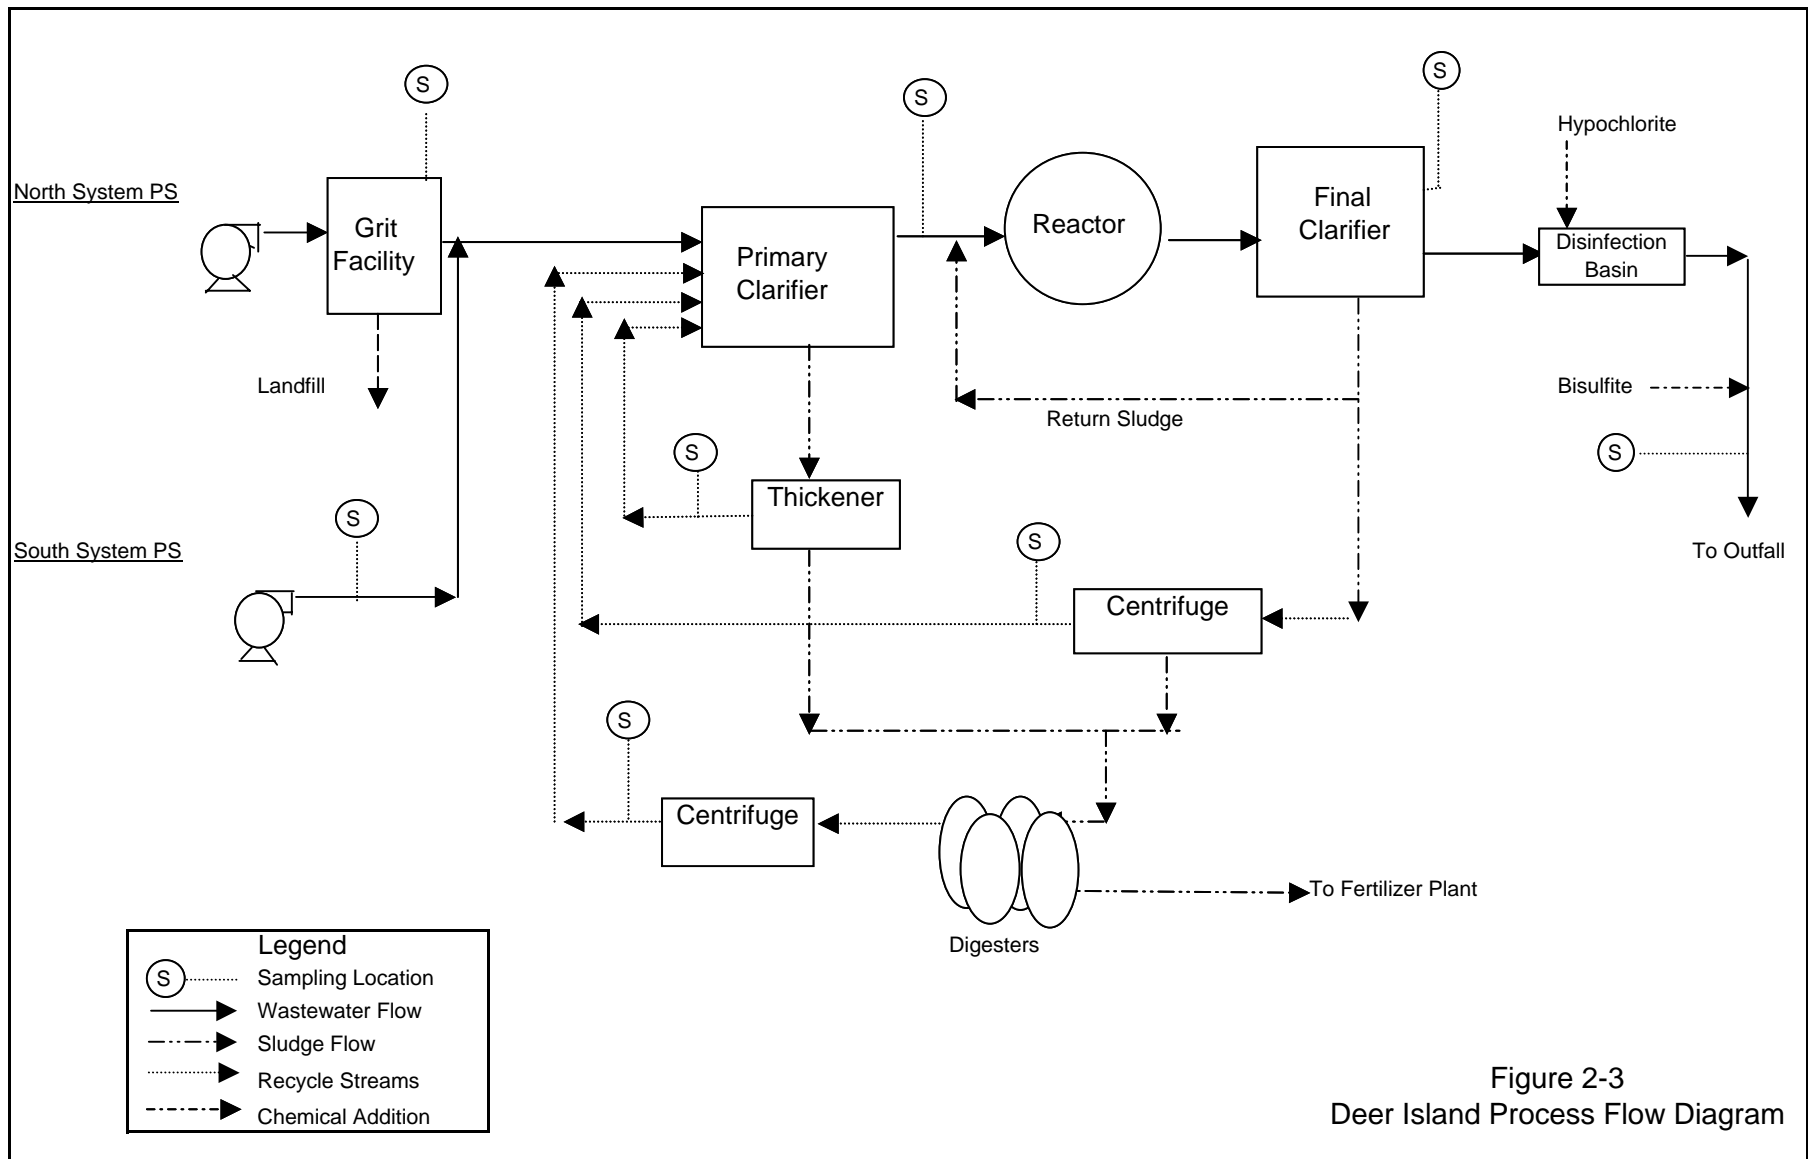 S
S
S
Hypochlorite
North System PS
Grit
Facility
Primary
Clarifier
Reactor
Final
Clarifier
Disinfection
Basin
Landfill
Bisulfite
Return Sludge
S
S
Thickener
S
South System PS
S
To Outfall
Centrifuge
S
Centrifuge
To Fertilizer Plant
Digesters
Legend
S
Sampling Location
Wastewater Flow
Sludge Flow
Recycle Streams
Chemical Addition
Figure 2-3
Deer Island Process Flow Diagram